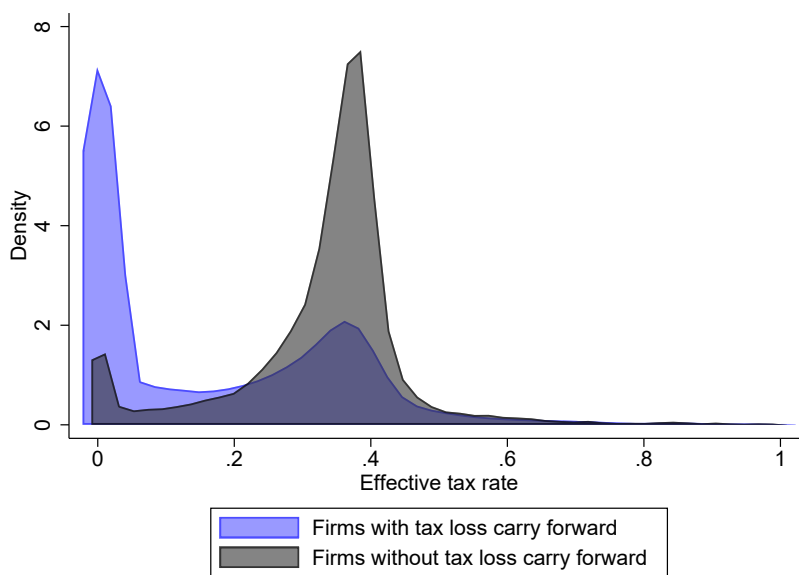 8
6
4
2
0
Density
0 .2 .4 .6 .8 1
Effective tax rate
Firms with tax loss carry forward
Firms without tax loss carry forward